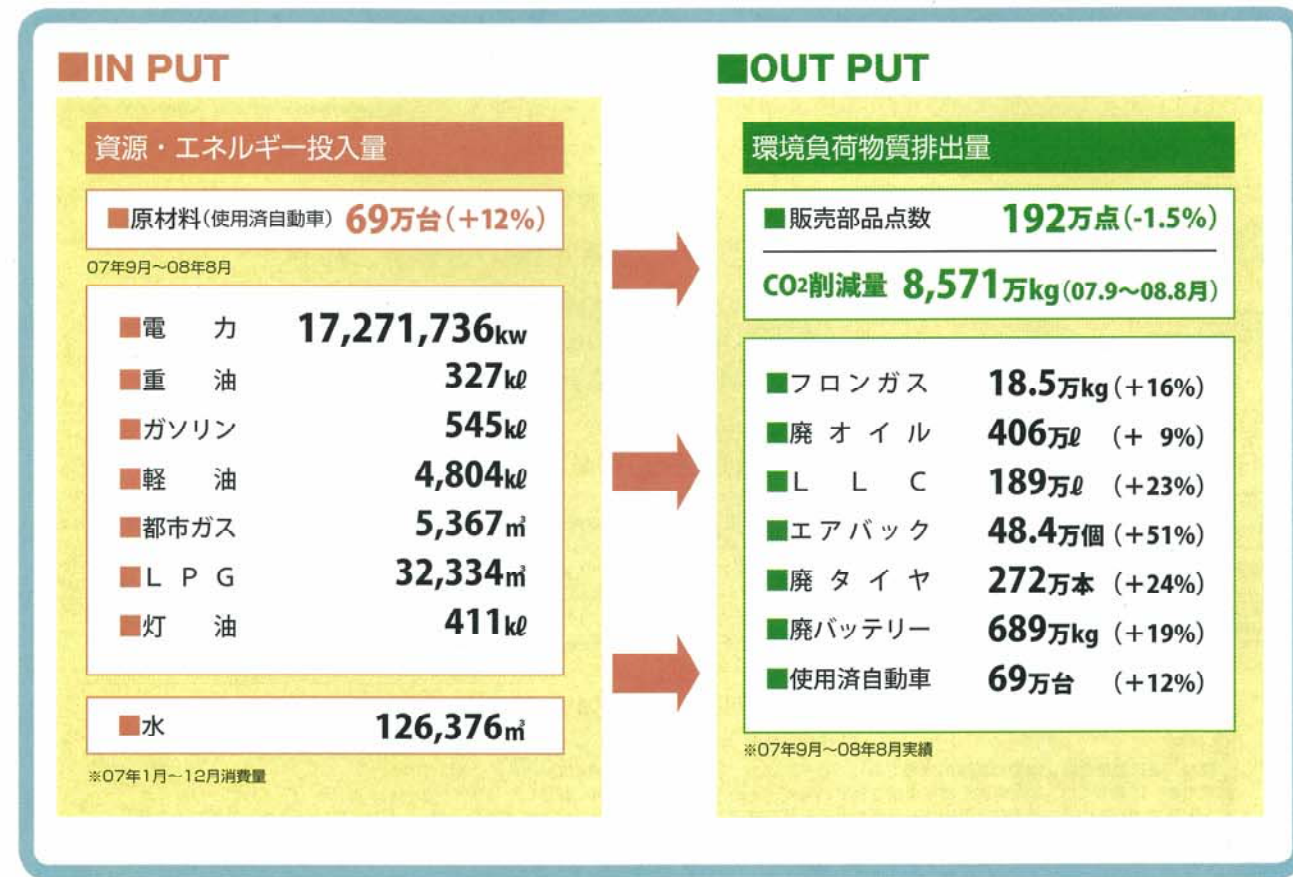 ■IN PUT
資源・エネルギー投入量
■原材料(使用済自動車) 69万台(+12%)
07年9月~08年8月
■電 力 17,271,736kw
■重 油 327kℓ
■ガソリン 545kℓ
■軽 油 4,804kℓ
■都市ガス 5,367㎥
■L P G 32,334㎥
■灯 油 411kℓ
■水 126,376㎥
※07年1月~12月消費量
■OUT PUT
環境負荷物質排出量
■販売部品点数 192万点(-1.5%)
CO2削減量 8,571万kg(07.9~08.8月)
■フロンガス 18.5万kg(+16%)
■廃オイル 406万ℓ (+ 9%)
■L L C 189万ℓ (+23%)
■エアバック 48.4万個(+51%)
■廃タイヤ 272万本 (+24%)
■廃バッテリー 689万kg (+19%)
■使用済自動車 69万台 (+12%)
※07年9月~08年8月実績